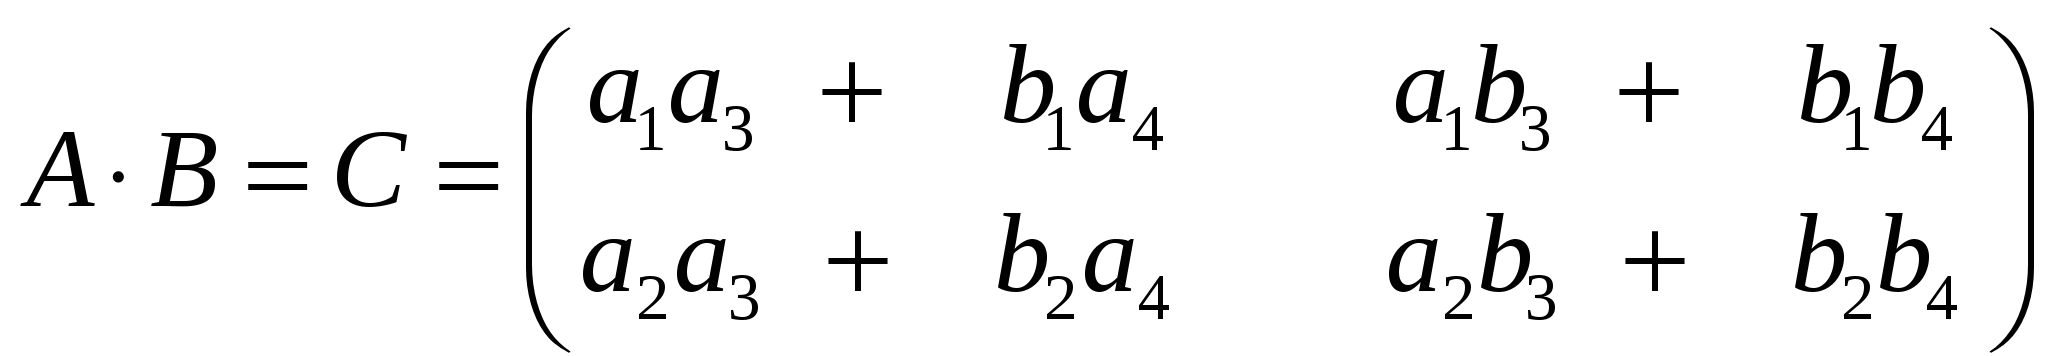 A · B = C = ( a₁a₃ + b₁a₄ a₁b₃ + b₁b₄
a₂a₃ + b₂a₄ a₂b₃ + b₂b₄ )